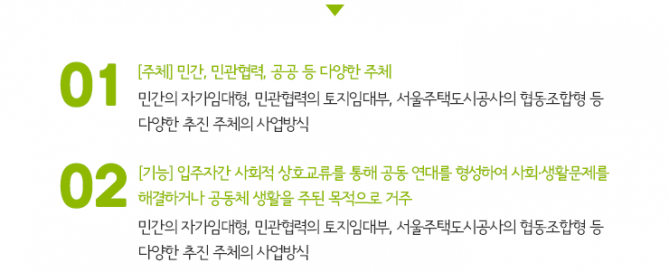 01
[주체] 민간, 민관협력, 공공 등 다양한 주체
민간의 자가임대형, 민관협력의 토지임대부, 서울주택도시공사의 협동조합형 등
다양한 추진 주체의 사업방식
02
[기능] 입주자간 사회적 상호교류를 통해 공동 연대를 형성하여 사회·생활문제를
해결하거나 공동체 생활을 주된 목적으로 거주
민간의 자가임대형, 민관협력의 토지임대부, 서울주택도시공사의 협동조합형 등
다양한 추진 주체의 사업방식